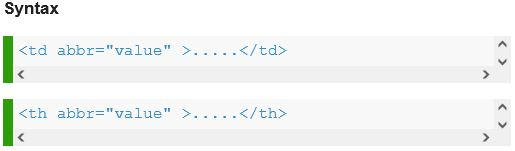 Syntax
<td abbr="value" >.....</td>
<th abbr="value" >.....</th>